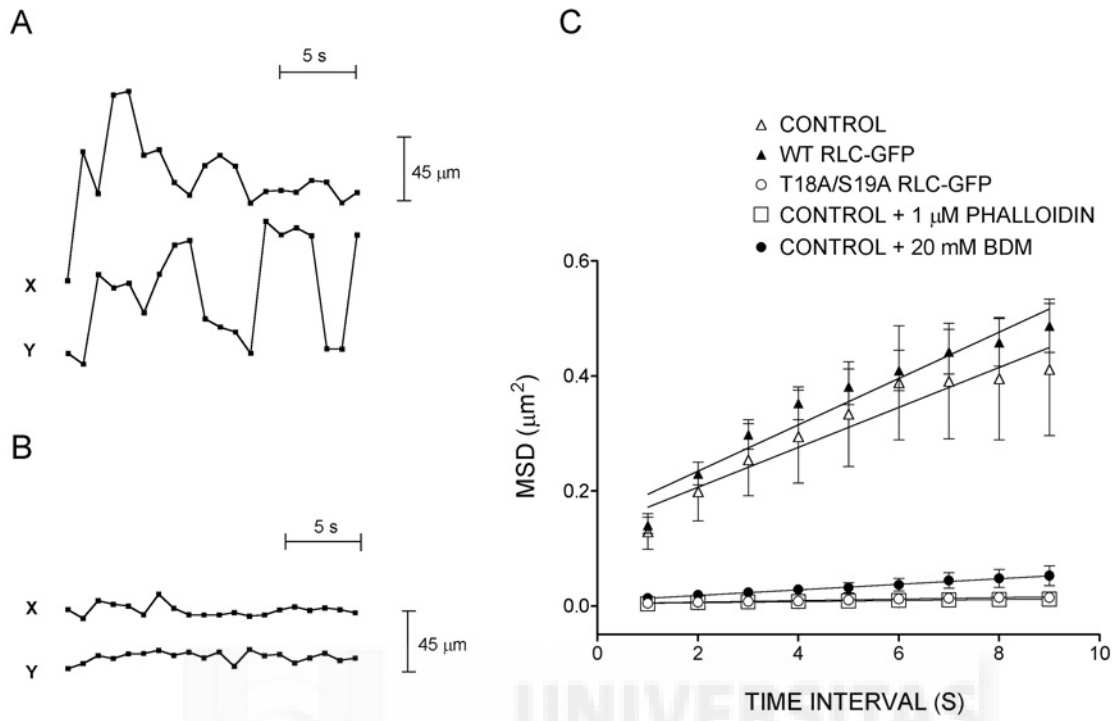 A
5 s
45 μm
X
Y
B
5 s
X
45 μm
Y
C
CONTROL
WT RLC-GFP
T18A/S19A RLC-GFP
CONTROL + 1 μM PHALLOIDIN
CONTROL + 20 mM BDM
MSD (μm²)
0.6
0.4
0.2
0.0
0 2 4 6 8 10
TIME INTERVAL (S)